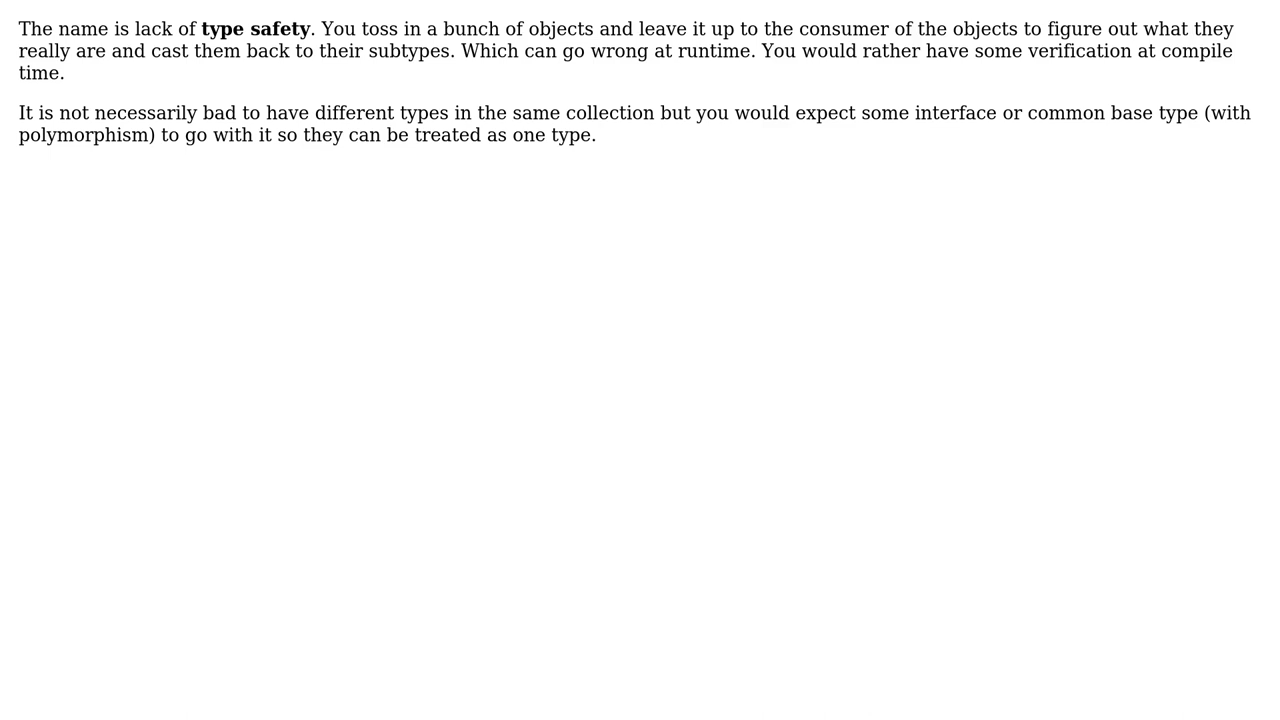 The name is lack of type safety. You toss in a bunch of objects and leave it up to the consumer of the objects to figure out what they
really are and cast them back to their subtypes. Which can go wrong at runtime. You would rather have some verification at compile
time.
It is not necessarily bad to have different types in the same collection but you would expect some interface or common base type (with
polymorphism) to go with it so they can be treated as one type.